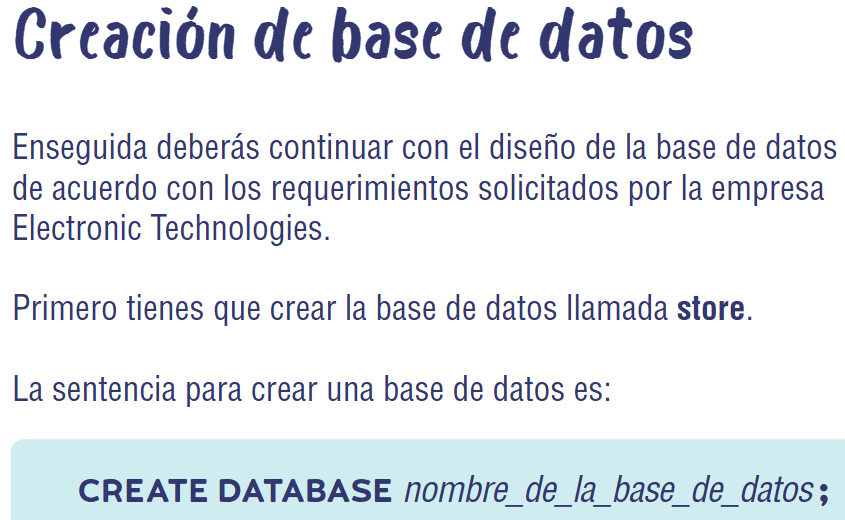 Creación de base de datos
Enseguida deberás continuar con el diseño de la base de datos
de acuerdo con los requerimientos solicitados por la empresa
Electronic Technologies.
Primero tienes que crear la base de datos llamada store.
La sentencia para crear una base de datos es:
CREATE DATABASE nombre_de_la_base_de_datos;